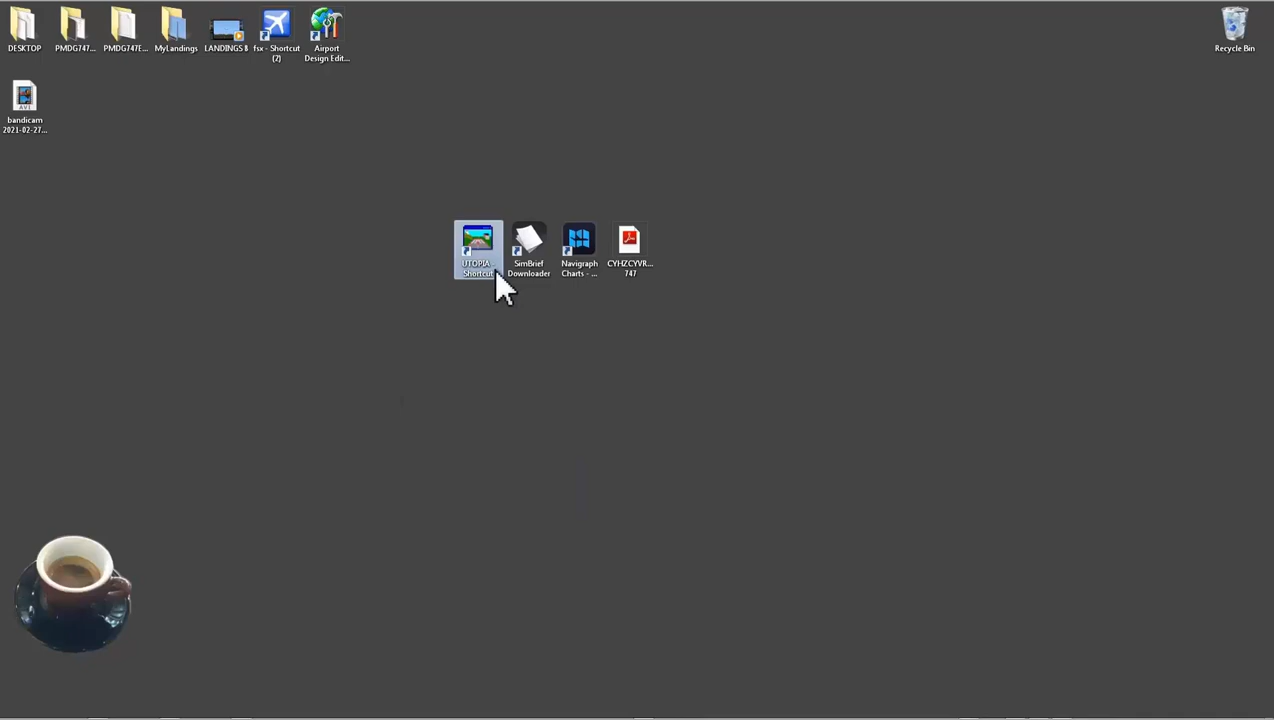 DESKTOP
PMDG747...
PMDG747E...
MyLandings
LANDINGS B
fsx - Shortcut
(2)
Airport
Design Edit...
Recycle Bin
AVI
bandicam
2021-02-27...
UTOPIA -
Shortcut
SimBrief
Downloader
Navigraph
Charts - ...
CYHZCYVR...
747